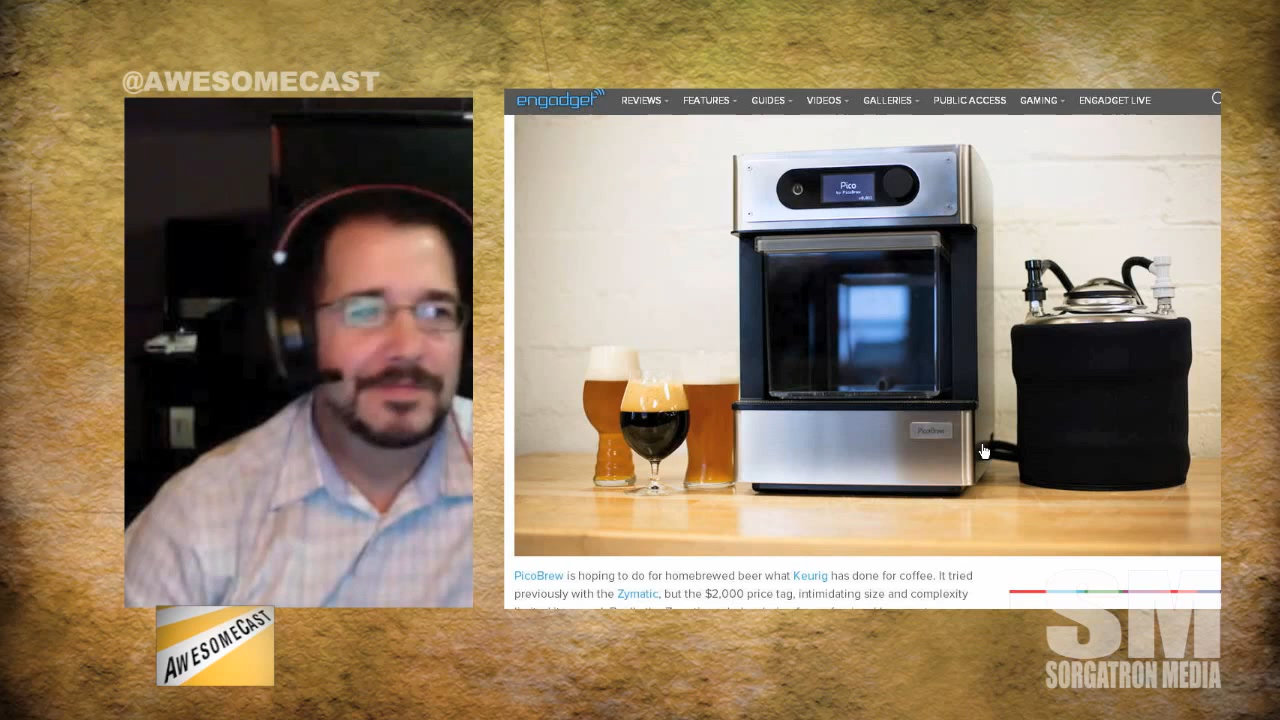 @AWESOMECAST
engadget
REVIEWS FEATURES GUIDES VIDEOS GALLERIES PUBLIC ACCESS GAMING ENGADGET LIVE
Pico
by PicoBrew
PicoBrew
PicoBrew is hoping to do for homebrewed beer what Keurig has done for coffee. It tried
previously with the Zymatic, but the $2,000 price tag, intimidating size and complexity
AWESOMECAST
SM
SORGATRON MEDIA